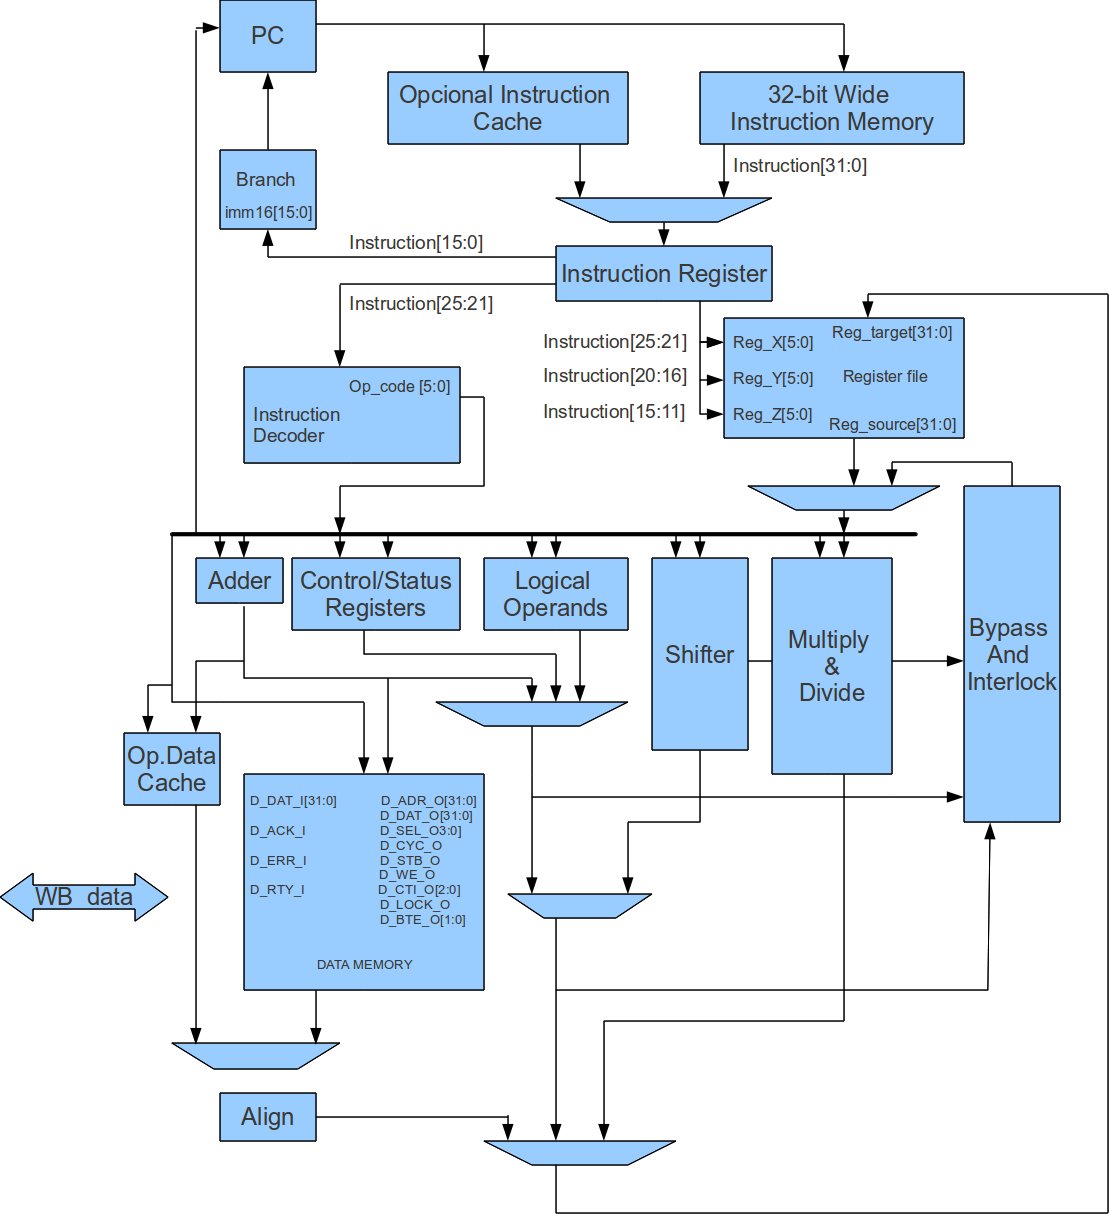 PC
Opcional Instruction
Cache
32-bit Wide
Instruction Memory
Instruction[31:0]
Branch
imm16[15:0]
Instruction[15:0]
Instruction Register
Instruction[25:21]
Instruction[25:21]
Instruction[20:16]
Instruction[15:11]
Reg_target[31:0]
Reg_X[5:0]
Reg_Y[5:0]
Register file
Reg_Z[5:0]
Reg_source[31:0]
Op_code [5:0]
Instruction
Decoder
Adder
Control/Status
Registers
Logical
Operands
Shifter
Multiply
&
Divide
Bypass
And
Interlock
Op.Data
Cache
D_DAT_I[31:0]
D_ACK_I
D_ERR_I
D_RTY_I
D_ADR_O[31:0]
D_DAT_O[31:0]
D_SEL_O3:0]
D_CYC_O
D_STB_O
D_WE_O
D_CTI_O[2:0]
D_LOCK_O
D_BTE_O[1:0]
DATA MEMORY
WB_data
Align